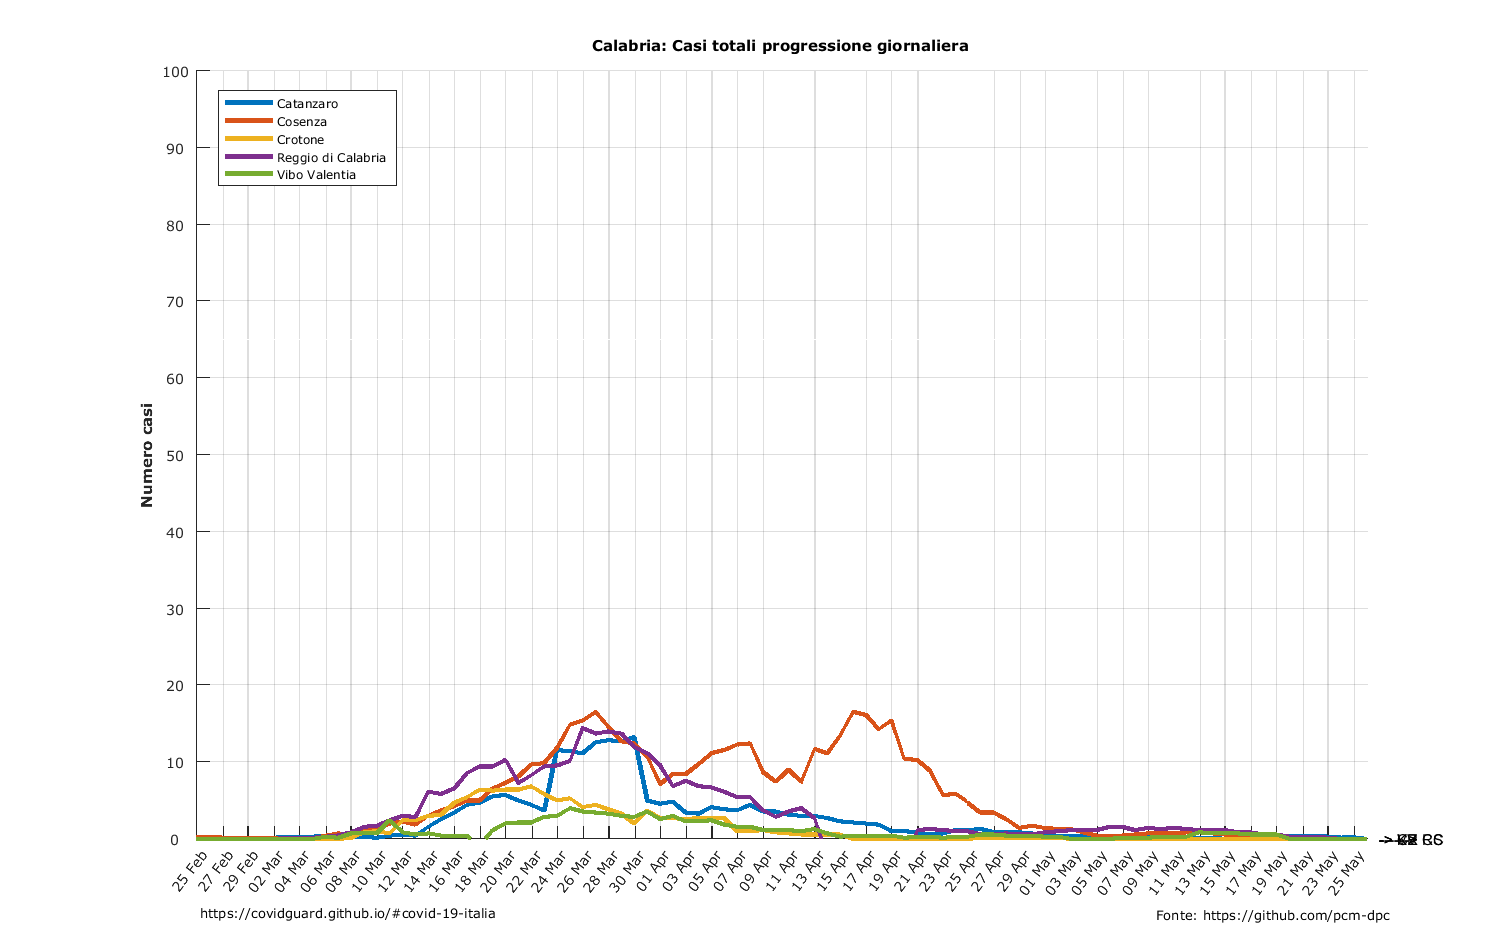 Calabria: Casi totali progressione giornaliera
100
90
80
70
60
50
40
30
20
10
0
Numero casi
Catanzaro
Cosenza
Crotone
Reggio di Calabria
Vibo Valentia
25 Feb
27 Feb
29 Feb
02 Mar
04 Mar
06 Mar
08 Mar
10 Mar
12 Mar
14 Mar
16 Mar
18 Mar
20 Mar
22 Mar
24 Mar
26 Mar
28 Mar
30 Mar
01 Apr
03 Apr
05 Apr
07 Apr
09 Apr
11 Apr
13 Apr
15 Apr
17 Apr
19 Apr
21 Apr
23 Apr
25 Apr
27 Apr
29 Apr
01 May
03 May
05 May
07 May
09 May
11 May
13 May
15 May
17 May
19 May
21 May
23 May
25 May
https://covidguard.github.io/#covid-19-italia
Fonte: https://github.com/pcm-dpc